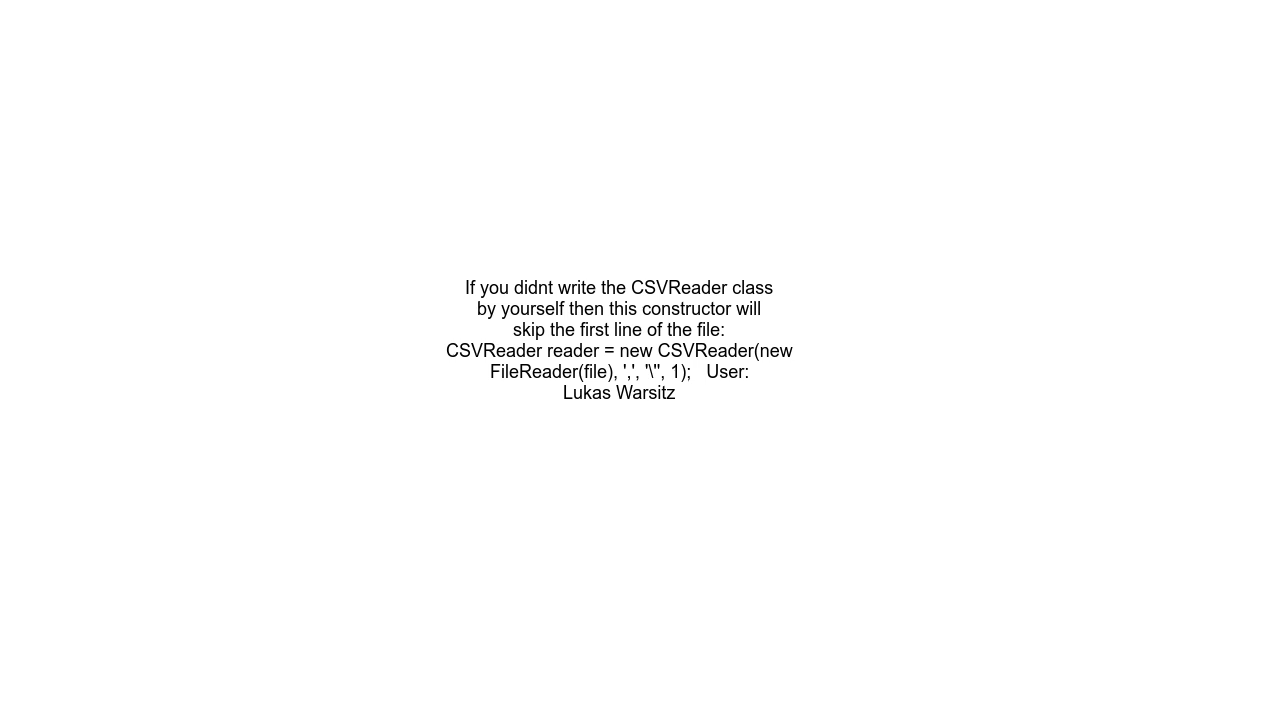 If you didnt write the CSVReader class
by yourself then this constructor will
skip the first line of the file:
CSVReader reader = new CSVReader(new
FileReader(file), ',', '\'', 1);   User:
Lukas Warsitz